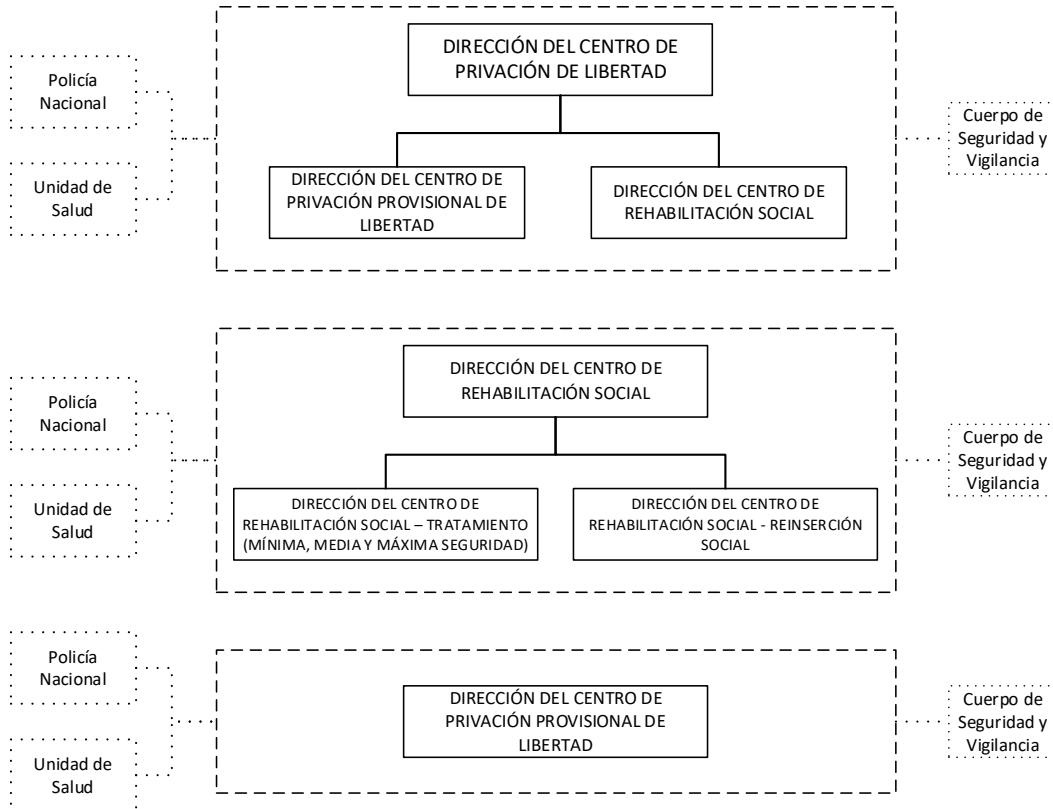 DIRECCIÓN DEL CENTRO DE
PRIVACIÓN DE LIBERTAD
Policía
Nacional
Unidad de
Salud
Cuerpo de
Seguridad y
Vigilancia
DIRECCIÓN DEL CENTRO DE
PRIVACIÓN PROVISIONAL DE
LIBERTAD
DIRECCIÓN DEL CENTRO DE
REHABILITACIÓN SOCIAL
DIRECCIÓN DEL CENTRO DE
REHABILITACIÓN SOCIAL
Policía
Nacional
Unidad de
Salud
Cuerpo de
Seguridad y
Vigilancia
DIRECCIÓN DEL CENTRO DE
REHABILITACIÓN SOCIAL – TRATAMIENTO
(MÍNIMA, MEDIA Y MÁXIMA SEGURIDAD)
DIRECCIÓN DEL CENTRO DE
REHABILITACIÓN SOCIAL - REINSERCIÓN
SOCIAL
Policía
Nacional
Unidad de
Salud
DIRECCIÓN DEL CENTRO DE
PRIVACIÓN PROVISIONAL DE
LIBERTAD
Cuerpo de
Seguridad y
Vigilancia